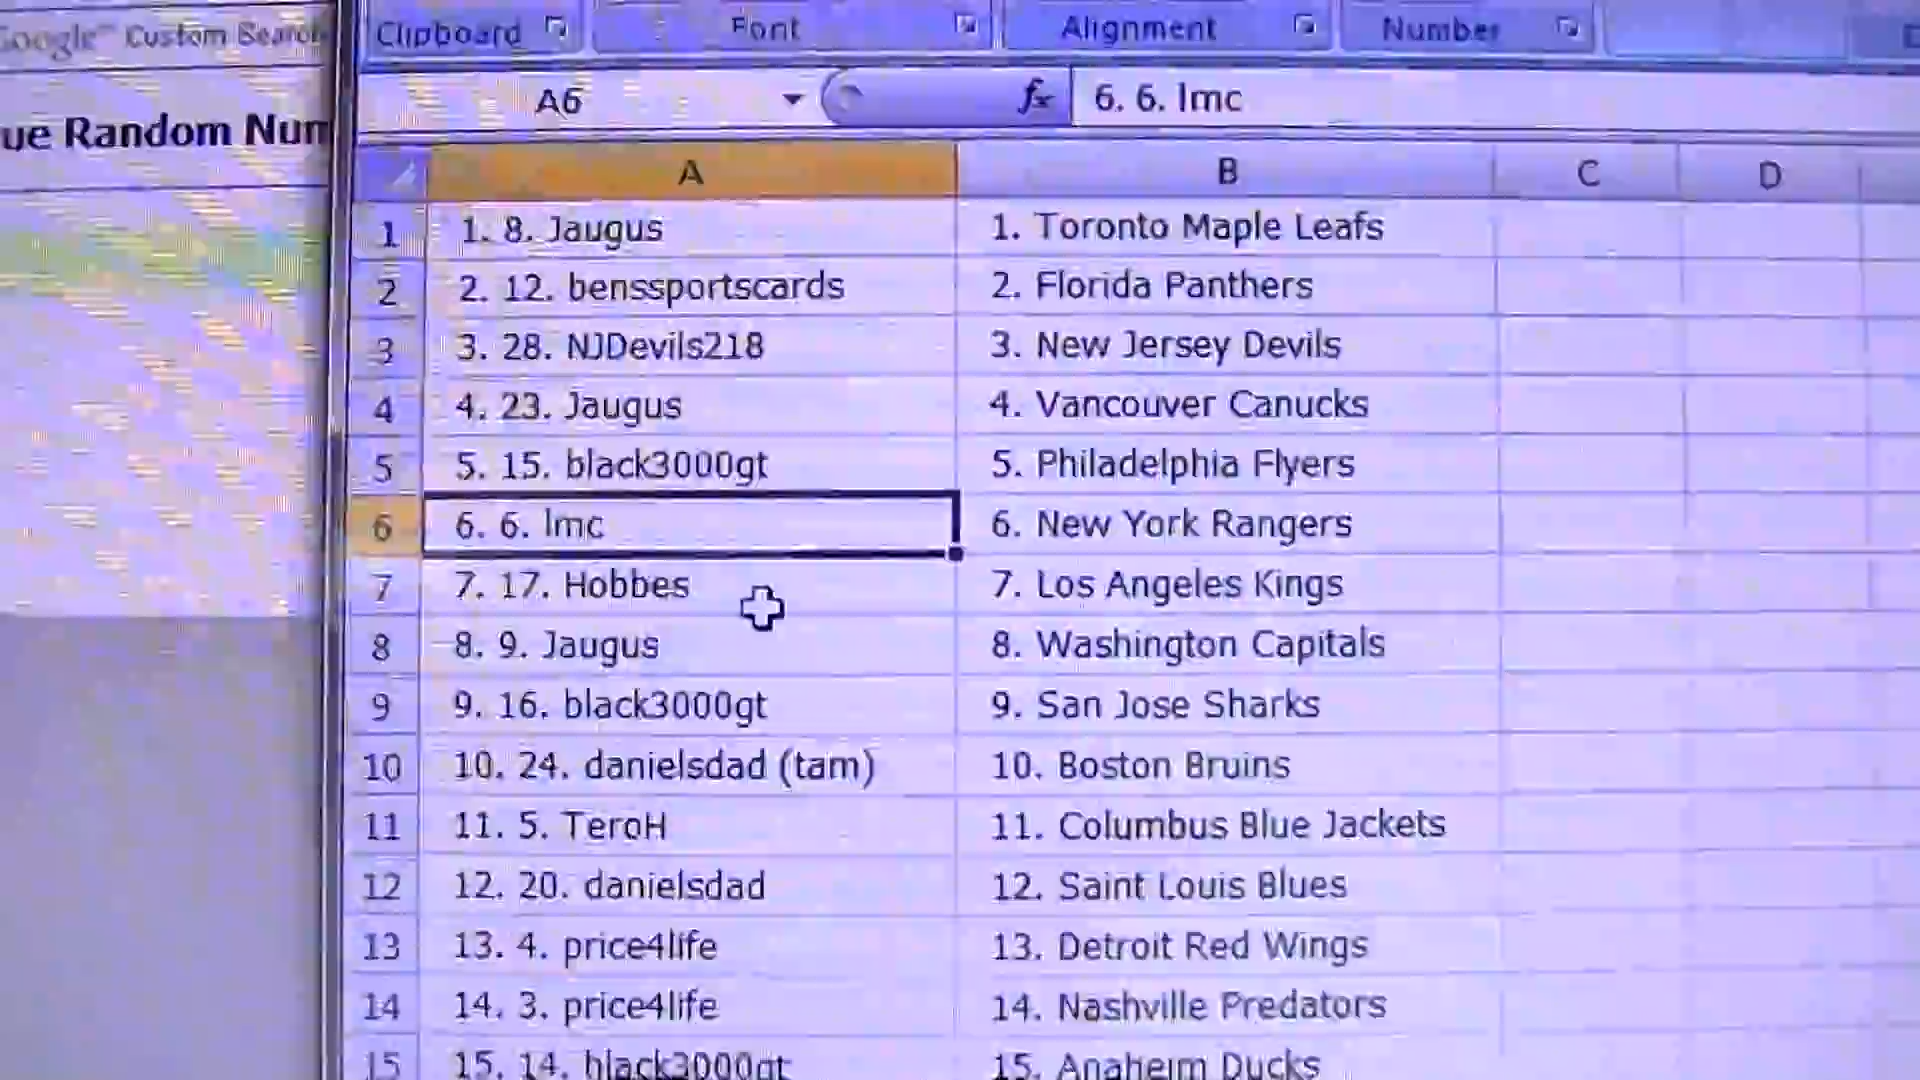 Google™ Custom Search
Clipboard Font Alignment Number
A6 fx 6. 6. lmc
ue Random Num
A B C D
1 1. 8. Jaugus 1. Toronto Maple Leafs
2 2. 12. benssportscards 2. Florida Panthers
3 3. 28. NJDevils218 3. New Jersey Devils
4 4. 23. Jaugus 4. Vancouver Canucks
5 5. 15. black3000gt 5. Philadelphia Flyers
6 6. 6. lmc 6. New York Rangers
7 7. 17. Hobbes 7. Los Angeles Kings
8 8. 9. Jaugus 8. Washington Capitals
9 9. 16. black3000gt 9. San Jose Sharks
10 10. 24. danielsdad (tam) 10. Boston Bruins
11 11. 5. TeroH 11. Columbus Blue Jackets
12 12. 20. danielsdad 12. Saint Louis Blues
13 13. 4. price4life 13. Detroit Red Wings
14 14. 3. price4life 14. Nashville Predators
15 15. 14. black3000gt 15. Anaheim Ducks